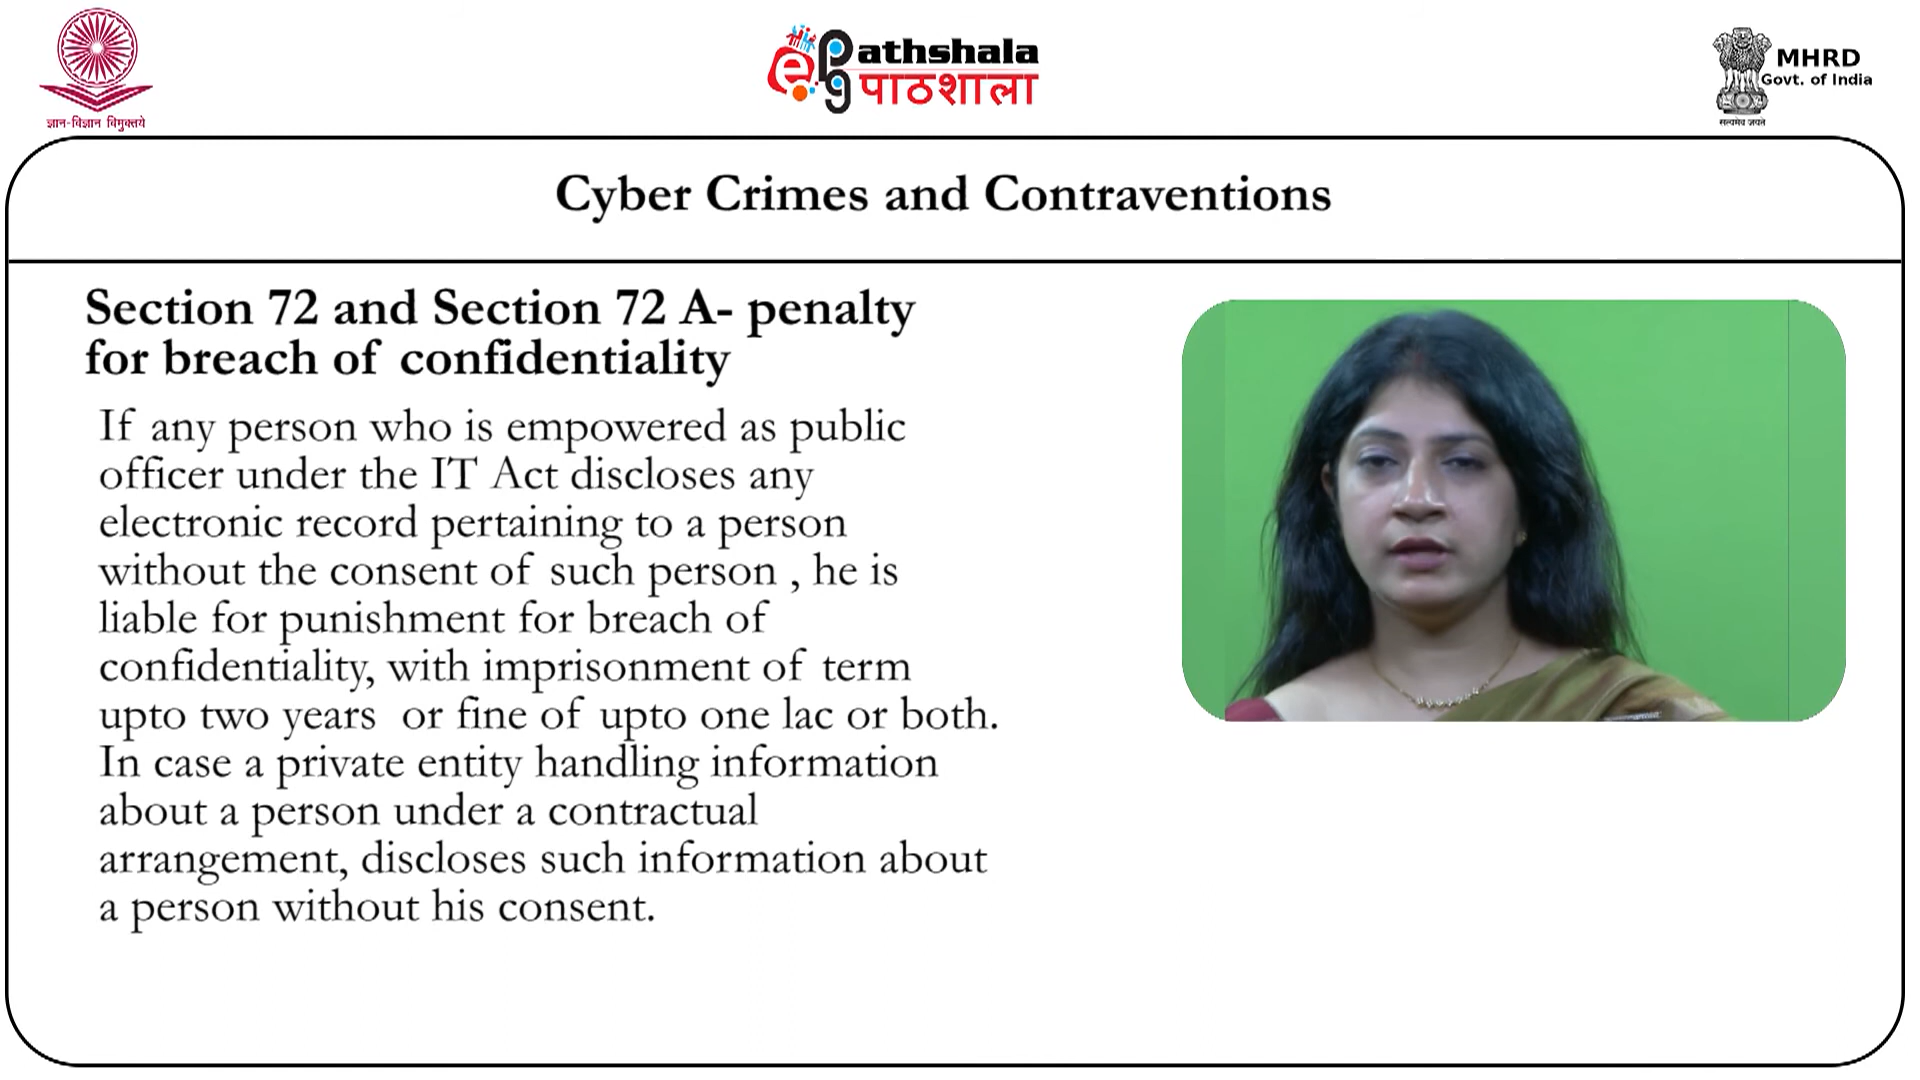 ज्ञान-विज्ञान विमुक्तये
ePG Pathshala
पाठशाला
MHRD
Govt. of India
सत्यमेव जयते
Cyber Crimes and Contraventions
Section 72 and Section 72 A- penalty
for breach of confidentiality
If any person who is empowered as public
officer under the IT Act discloses any
electronic record pertaining to a person
without the consent of such person , he is
liable for punishment for breach of
confidentiality, with imprisonment of term
upto two years or fine of upto one lac or both.
In case a private entity handling information
about a person under a contractual
arrangement, discloses such information about
a person without his consent.